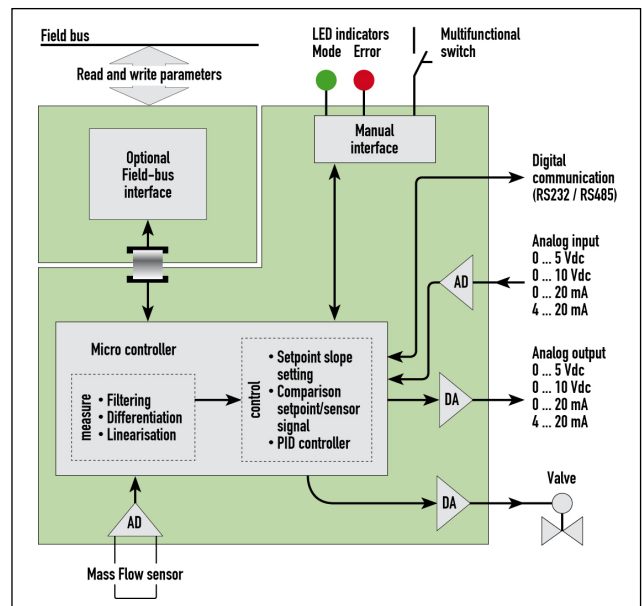 Field bus
Read and write parameters
LED indicators
Mode Error
Multifunctional
switch
Manual
interface
Optional
Field-bus
interface
Digital
communication
(RS232 / RS485)
Analog input
0 ... 5 Vdc
0 ... 10 Vdc
0 ... 20 mA
4 ... 20 mA
AD
Micro controller
measure
• Filtering
• Differentiation
• Linearisation
control
• Setpoint slope
setting
• Comparison
setpoint/sensor
signal
• PID controller
DA
Analog output
0 ... 5 Vdc
0 ... 10 Vdc
0 ... 20 mA
4 ... 20 mA
DA
Valve
AD
Mass Flow sensor